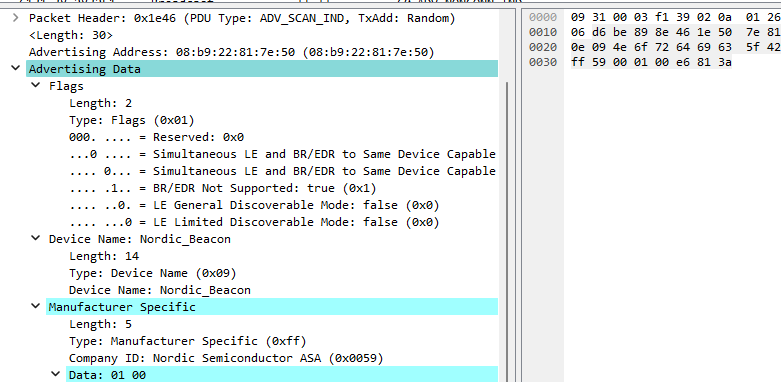 Packet Header: 0x1e46 (PDU Type: ADV_SCAN_IND, TxAdd: Random)
<Length: 30>
Advertising Address: 08:b9:22:81:7e:50 (08:b9:22:81:7e:50)
Advertising Data
Flags
Length: 2
Type: Flags (0x01)
000. .... = Reserved: 0x0
...0 .... = Simultaneous LE and BR/EDR to Same Device Capable
.... 0... = Simultaneous LE and BR/EDR to Same Device Capable
.... .1.. = BR/EDR Not Supported: true (0x1)
.... ..0. = LE General Discoverable Mode: false (0x0)
.... ...0 = LE Limited Discoverable Mode: false (0x0)
Device Name: Nordic_Beacon
Length: 14
Type: Device Name (0x09)
Device Name: Nordic_Beacon
Manufacturer Specific
Length: 5
Type: Manufacturer Specific (0xff)
Company ID: Nordic Semiconductor ASA (0x0059)
Data: 01 00
0000 09 31 00 03 f1 39 02 0a 01 26
0010 06 d6 be 89 8e 46 1e 50 7e 81
0020 0e 09 4e 6f 72 64 69 63 5f 42
0030 ff 59 00 01 00 e6 81 3a